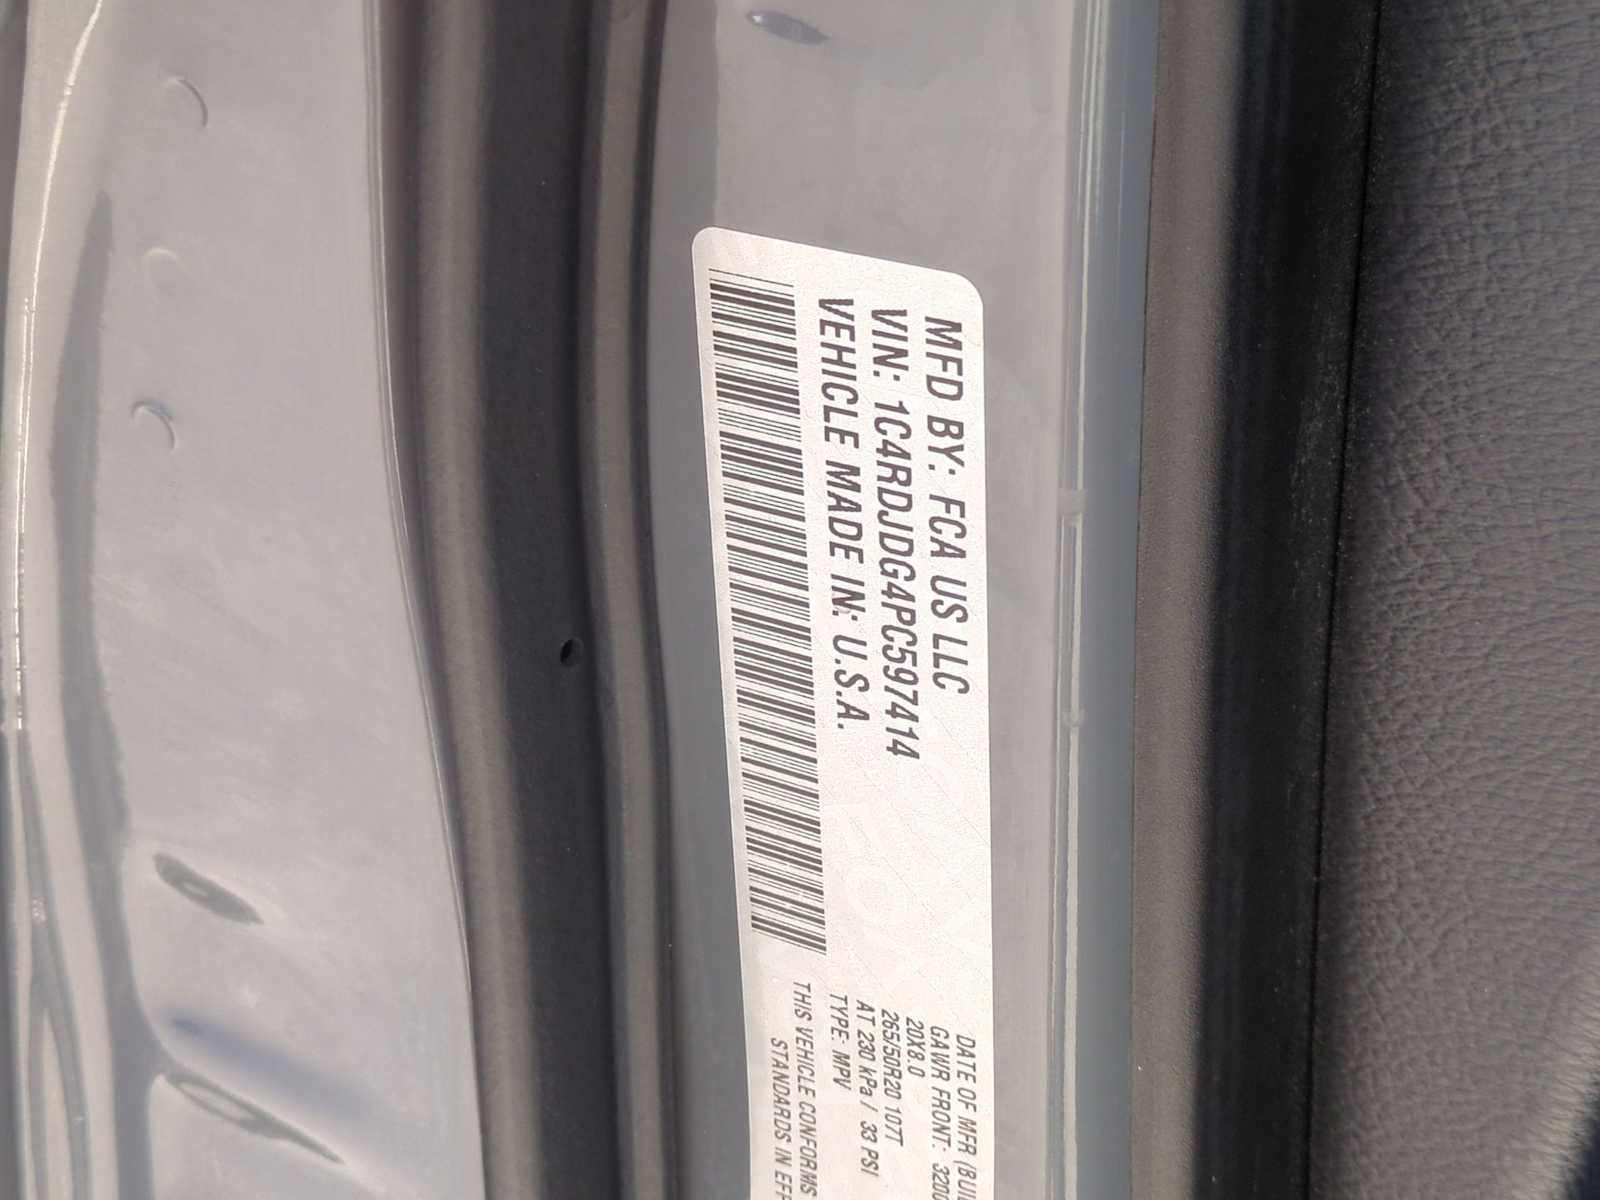 MFD BY: FCA US LLC
VIN: 1C4RDJDG4PC597414
VEHICLE MADE IN: U.S.A.
DATE OF MFR
GAWR FRONT:
20X8.0
265/50R20 107T
AT 230 kPa / 33 PSI
TYPE: MPV
THIS VEHICLE CONFORMS
STANDARDS IN